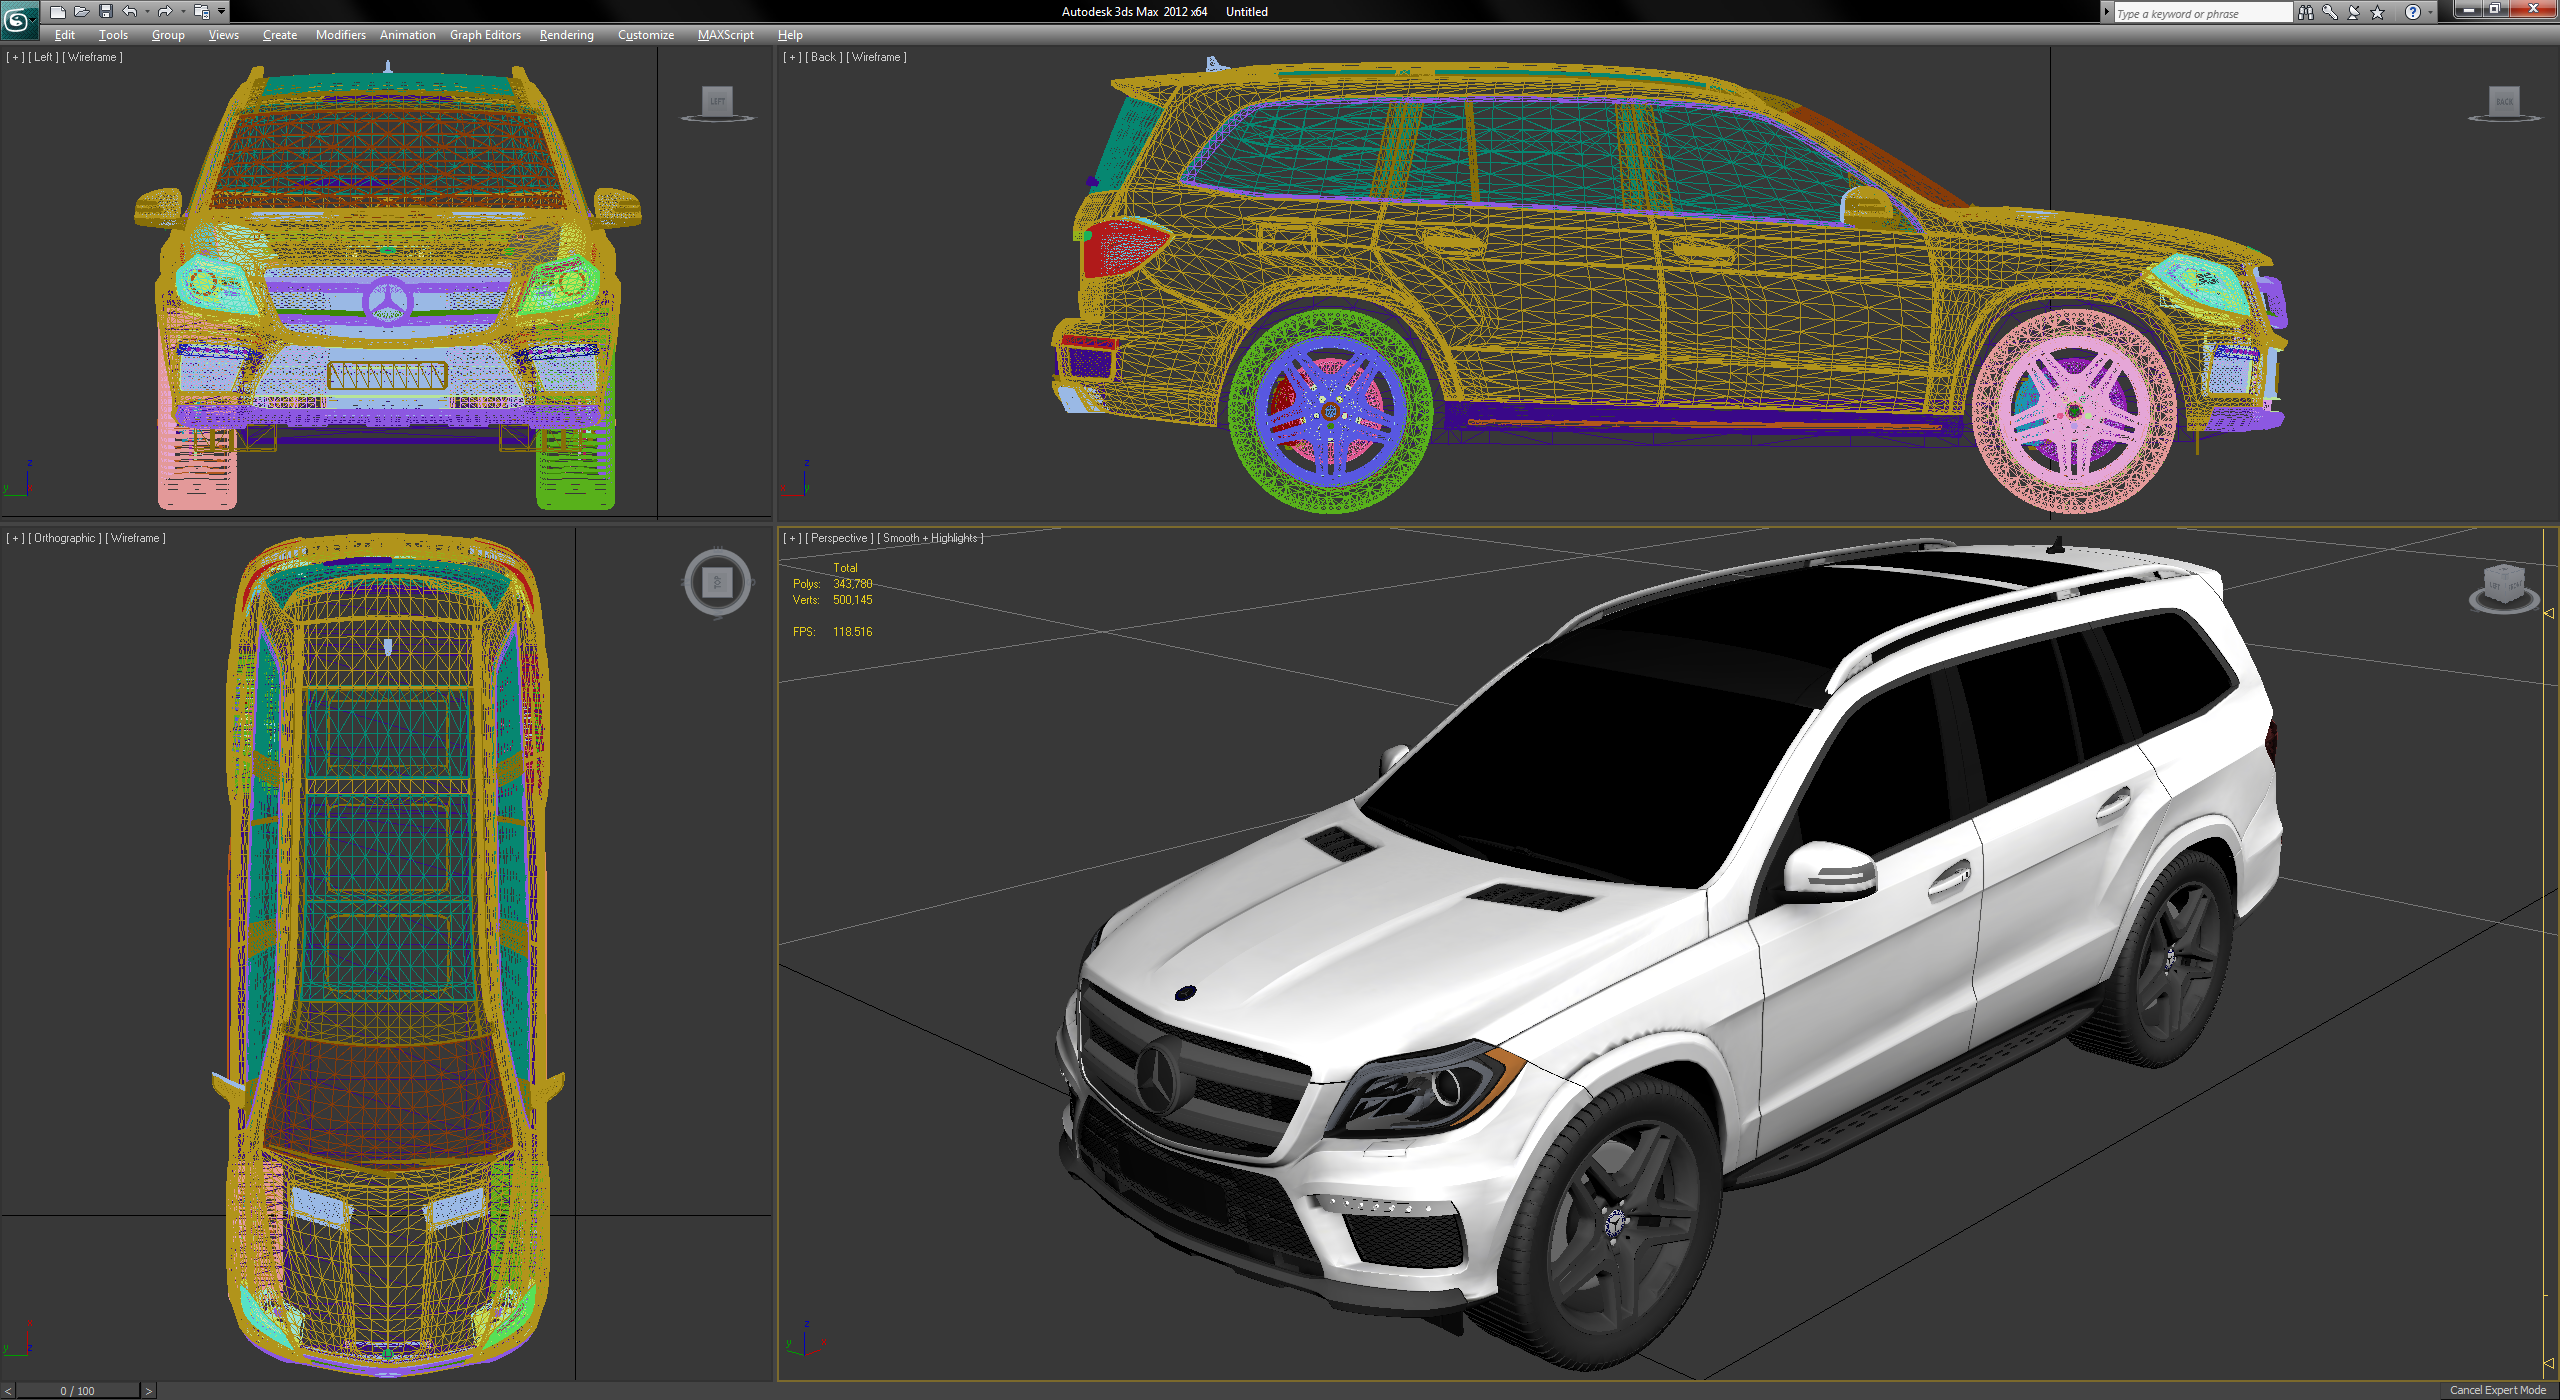 Autodesk 3ds Max 2012 x64 Untitled
Type a keyword or phrase
Edit Tools Group Views Create Modifiers Animation Graph Editors Rendering Customize MAXScript Help
[ + ] [ Left ] [ Wireframe ]
LEFT
[ + ] [ Back ] [ Wireframe ]
BACK
z
y
z
[ + ] [ Orthographic ] [ Wireframe ]
TOP
[ + ] [ Perspective ] [ Smooth + Highlights ]
Total
Polys: 343,780
Verts: 500,145
FPS: 118.516
y z
z
y x
< 0 / 100 >
Cancel Expert Mode